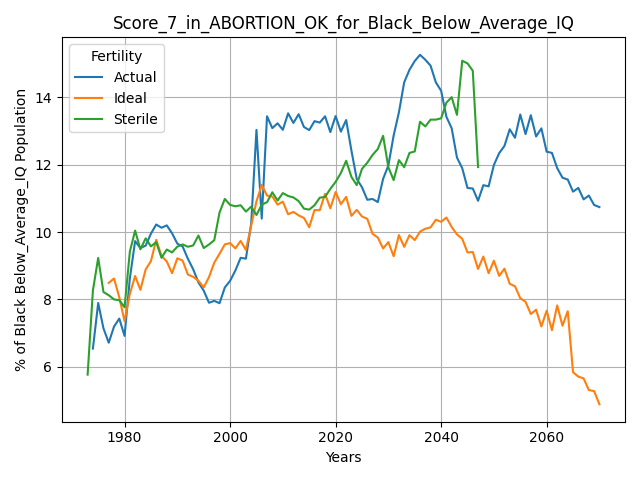 Score_7_in_ABORTION_OK_for_Black_Below_Average_IQ
Fertility
Actual
Ideal
Sterile
% of Black Below_Average_IQ Population
14
12
10
8
6
1980 2000 2020 2040 2060
Years